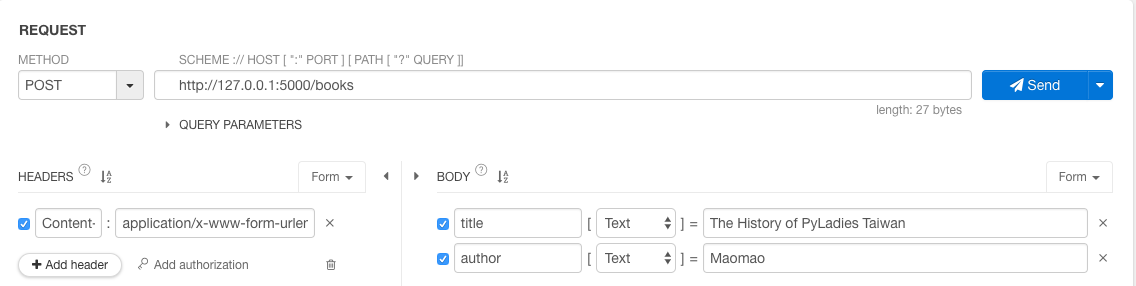 REQUEST
METHOD SCHEME :// HOST [ ":" PORT ] [ PATH [ "?" QUERY ]]
POST http://127.0.0.1:5000/books Send
length: 27 bytes
QUERY PARAMETERS
HEADERS ? Form BODY ? Form
Content- : application/x-www-form-urler × title [ Text ] = The History of PyLadies Taiwan ×
+ Add header Add authorization author [ Text ] = Maomao ×